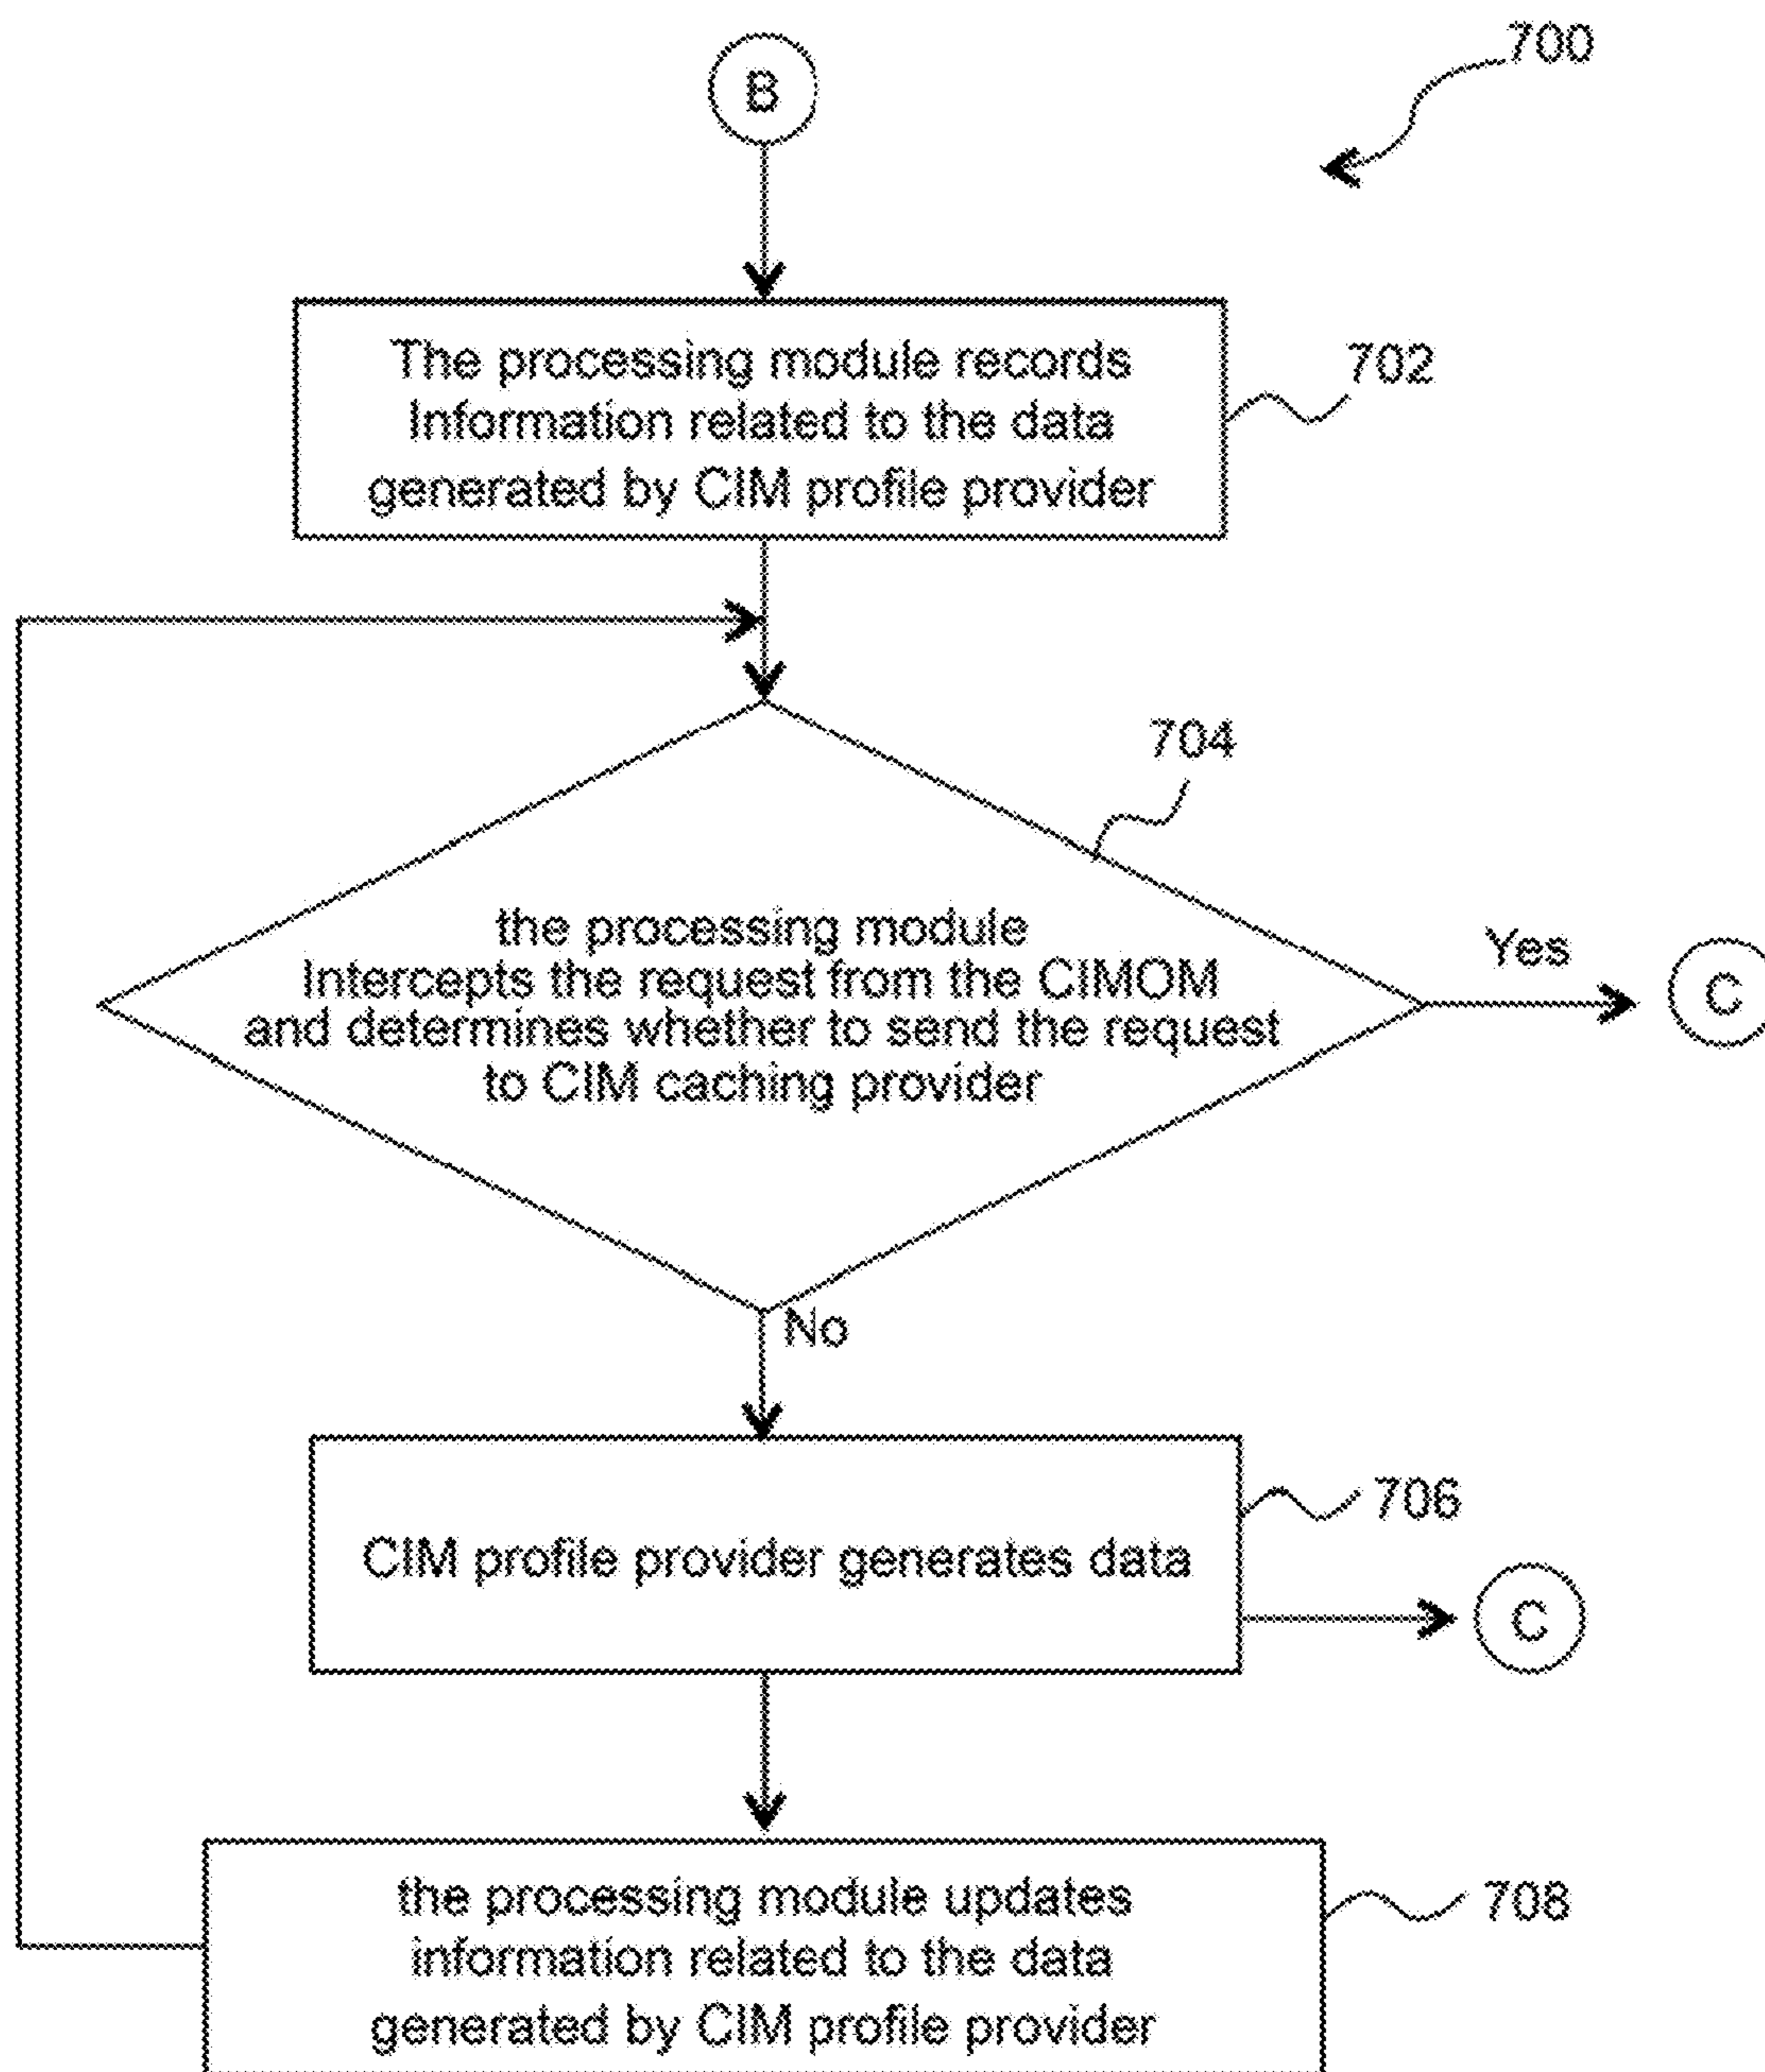 700
B
The processing module records
Information related to the data
generated by CIM profile provider
702
704
the processing module
Intercepts the request from the CIMOM
and determines whether to send the request
to CIM caching provider
Yes
C
No
CIM profile provider generates data
706
C
the processing module updates
information related to the data
generated by CIM profile provider
708